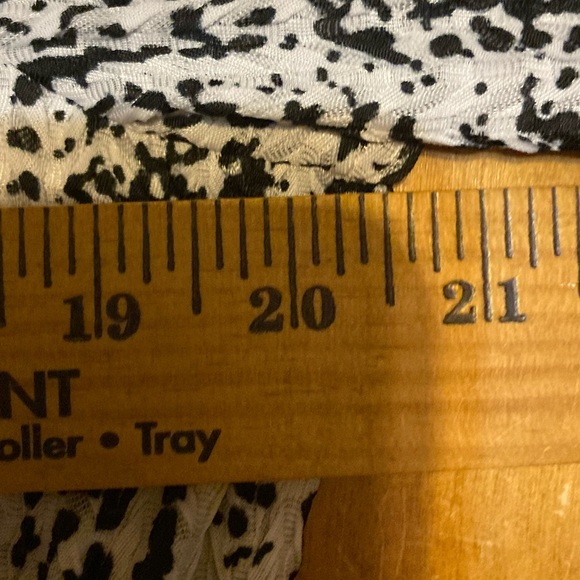 19 20 21
NT
oller • Tray